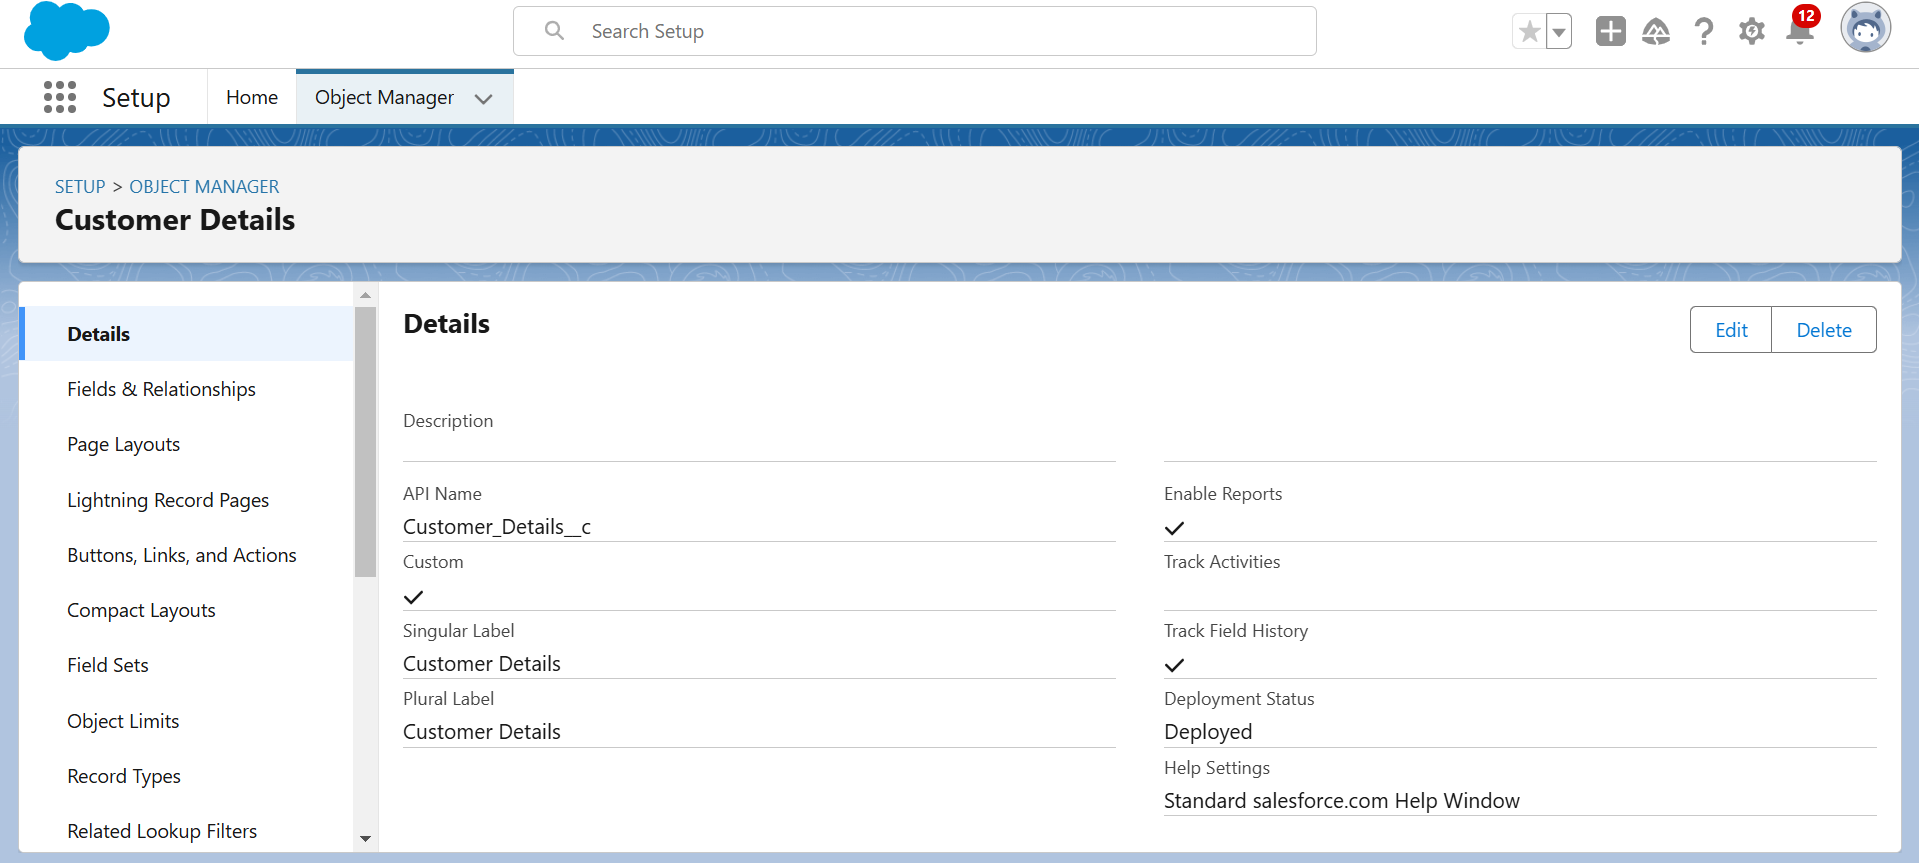 Search Setup
12
Setup
Home
Object Manager
SETUP > OBJECT MANAGER
Customer Details
Details
Fields & Relationships
Page Layouts
Lightning Record Pages
Buttons, Links, and Actions
Compact Layouts
Field Sets
Object Limits
Record Types
Related Lookup Filters
Details
Edit
Delete
Description
API Name
Customer_Details__c
Custom
Singular Label
Customer Details
Plural Label
Customer Details
Enable Reports
Track Activities
Track Field History
Deployment Status
Deployed
Help Settings
Standard salesforce.com Help Window